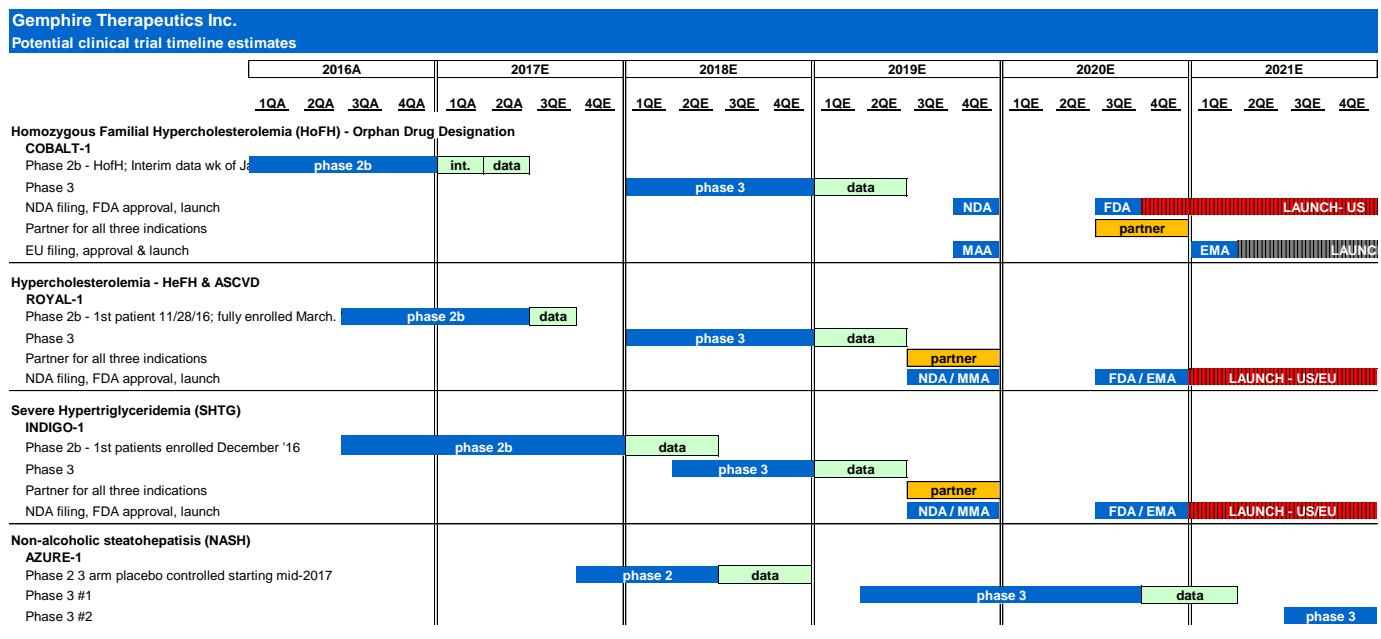 Gemphire Therapeutics Inc.
Potential clinical trial timeline estimates
2016A 2017E 2018E 2019E 2020E 2021E
1QA 2QA 3QA 4QA 1QA 2QA 3QE 4QE 1QE 2QE 3QE 4QE 1QE 2QE 3QE 4QE 1QE 2QE 3QE 4QE 1QE 2QE 3QE 4QE
Homozygous Familial Hypercholesterolemia (HoFH) - Orphan Drug Designation
COBALT-1
Phase 2b - HofH; Interim data wk of Ja phase 2b int. data
Phase 3 phase 3 data
NDA filing, FDA approval, launch NDA FDA LAUNCH- US
Partner for all three indications partner
EU filing, approval & launch MAA EMA LAUNC
Hypercholesterolemia - HeFH & ASCVD
ROYAL-1
Phase 2b - 1st patient 11/28/16; fully enrolled March. phase 2b data
Phase 3 phase 3 data
Partner for all three indications partner
NDA filing, FDA approval, launch NDA / MMA FDA / EMA LAUNCH - US/EU
Severe Hypertriglyceridemia (SHTG)
INDIGO-1
Phase 2b - 1st patients enrolled December '16 phase 2b data
Phase 3 phase 3 data
Partner for all three indications partner
NDA filing, FDA approval, launch NDA / MMA FDA / EMA LAUNCH - US/EU
Non-alcoholic steatohepatisis (NASH)
AZURE-1
Phase 2 3 arm placebo controlled starting mid-2017 phase 2 data
Phase 3 #1 phase 3 data
Phase 3 #2 phase 3